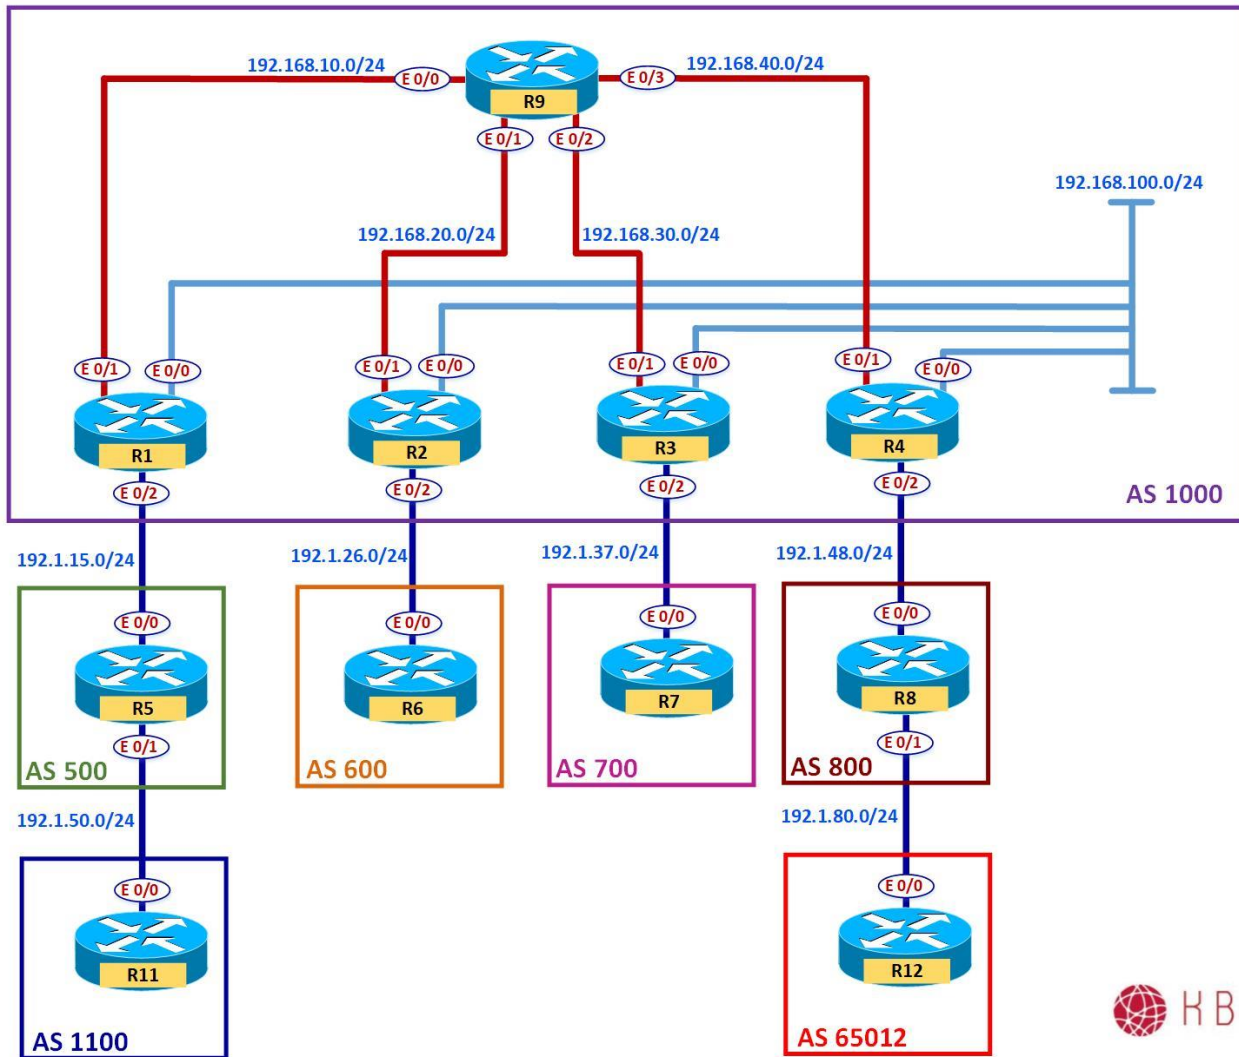 192.168.10.0/24
192.168.40.0/24
E 0/0
E 0/3
R9
E 0/1
E 0/2
192.168.100.0/24
192.168.20.0/24
192.168.30.0/24
E 0/1
E 0/0
E 0/1
E 0/0
E 0/1
E 0/0
E 0/1
E 0/0
R1
R2
R3
R4
E 0/2
E 0/2
E 0/2
E 0/2
AS 1000
192.1.15.0/24
192.1.26.0/24
192.1.37.0/24
192.1.48.0/24
E 0/0
E 0/0
E 0/0
E 0/0
R5
R6
R7
R8
E 0/1
E 0/1
AS 500
AS 600
AS 700
AS 800
192.1.50.0/24
192.1.80.0/24
E 0/0
E 0/0
R11
R12
KB
AS 1100
AS 65012